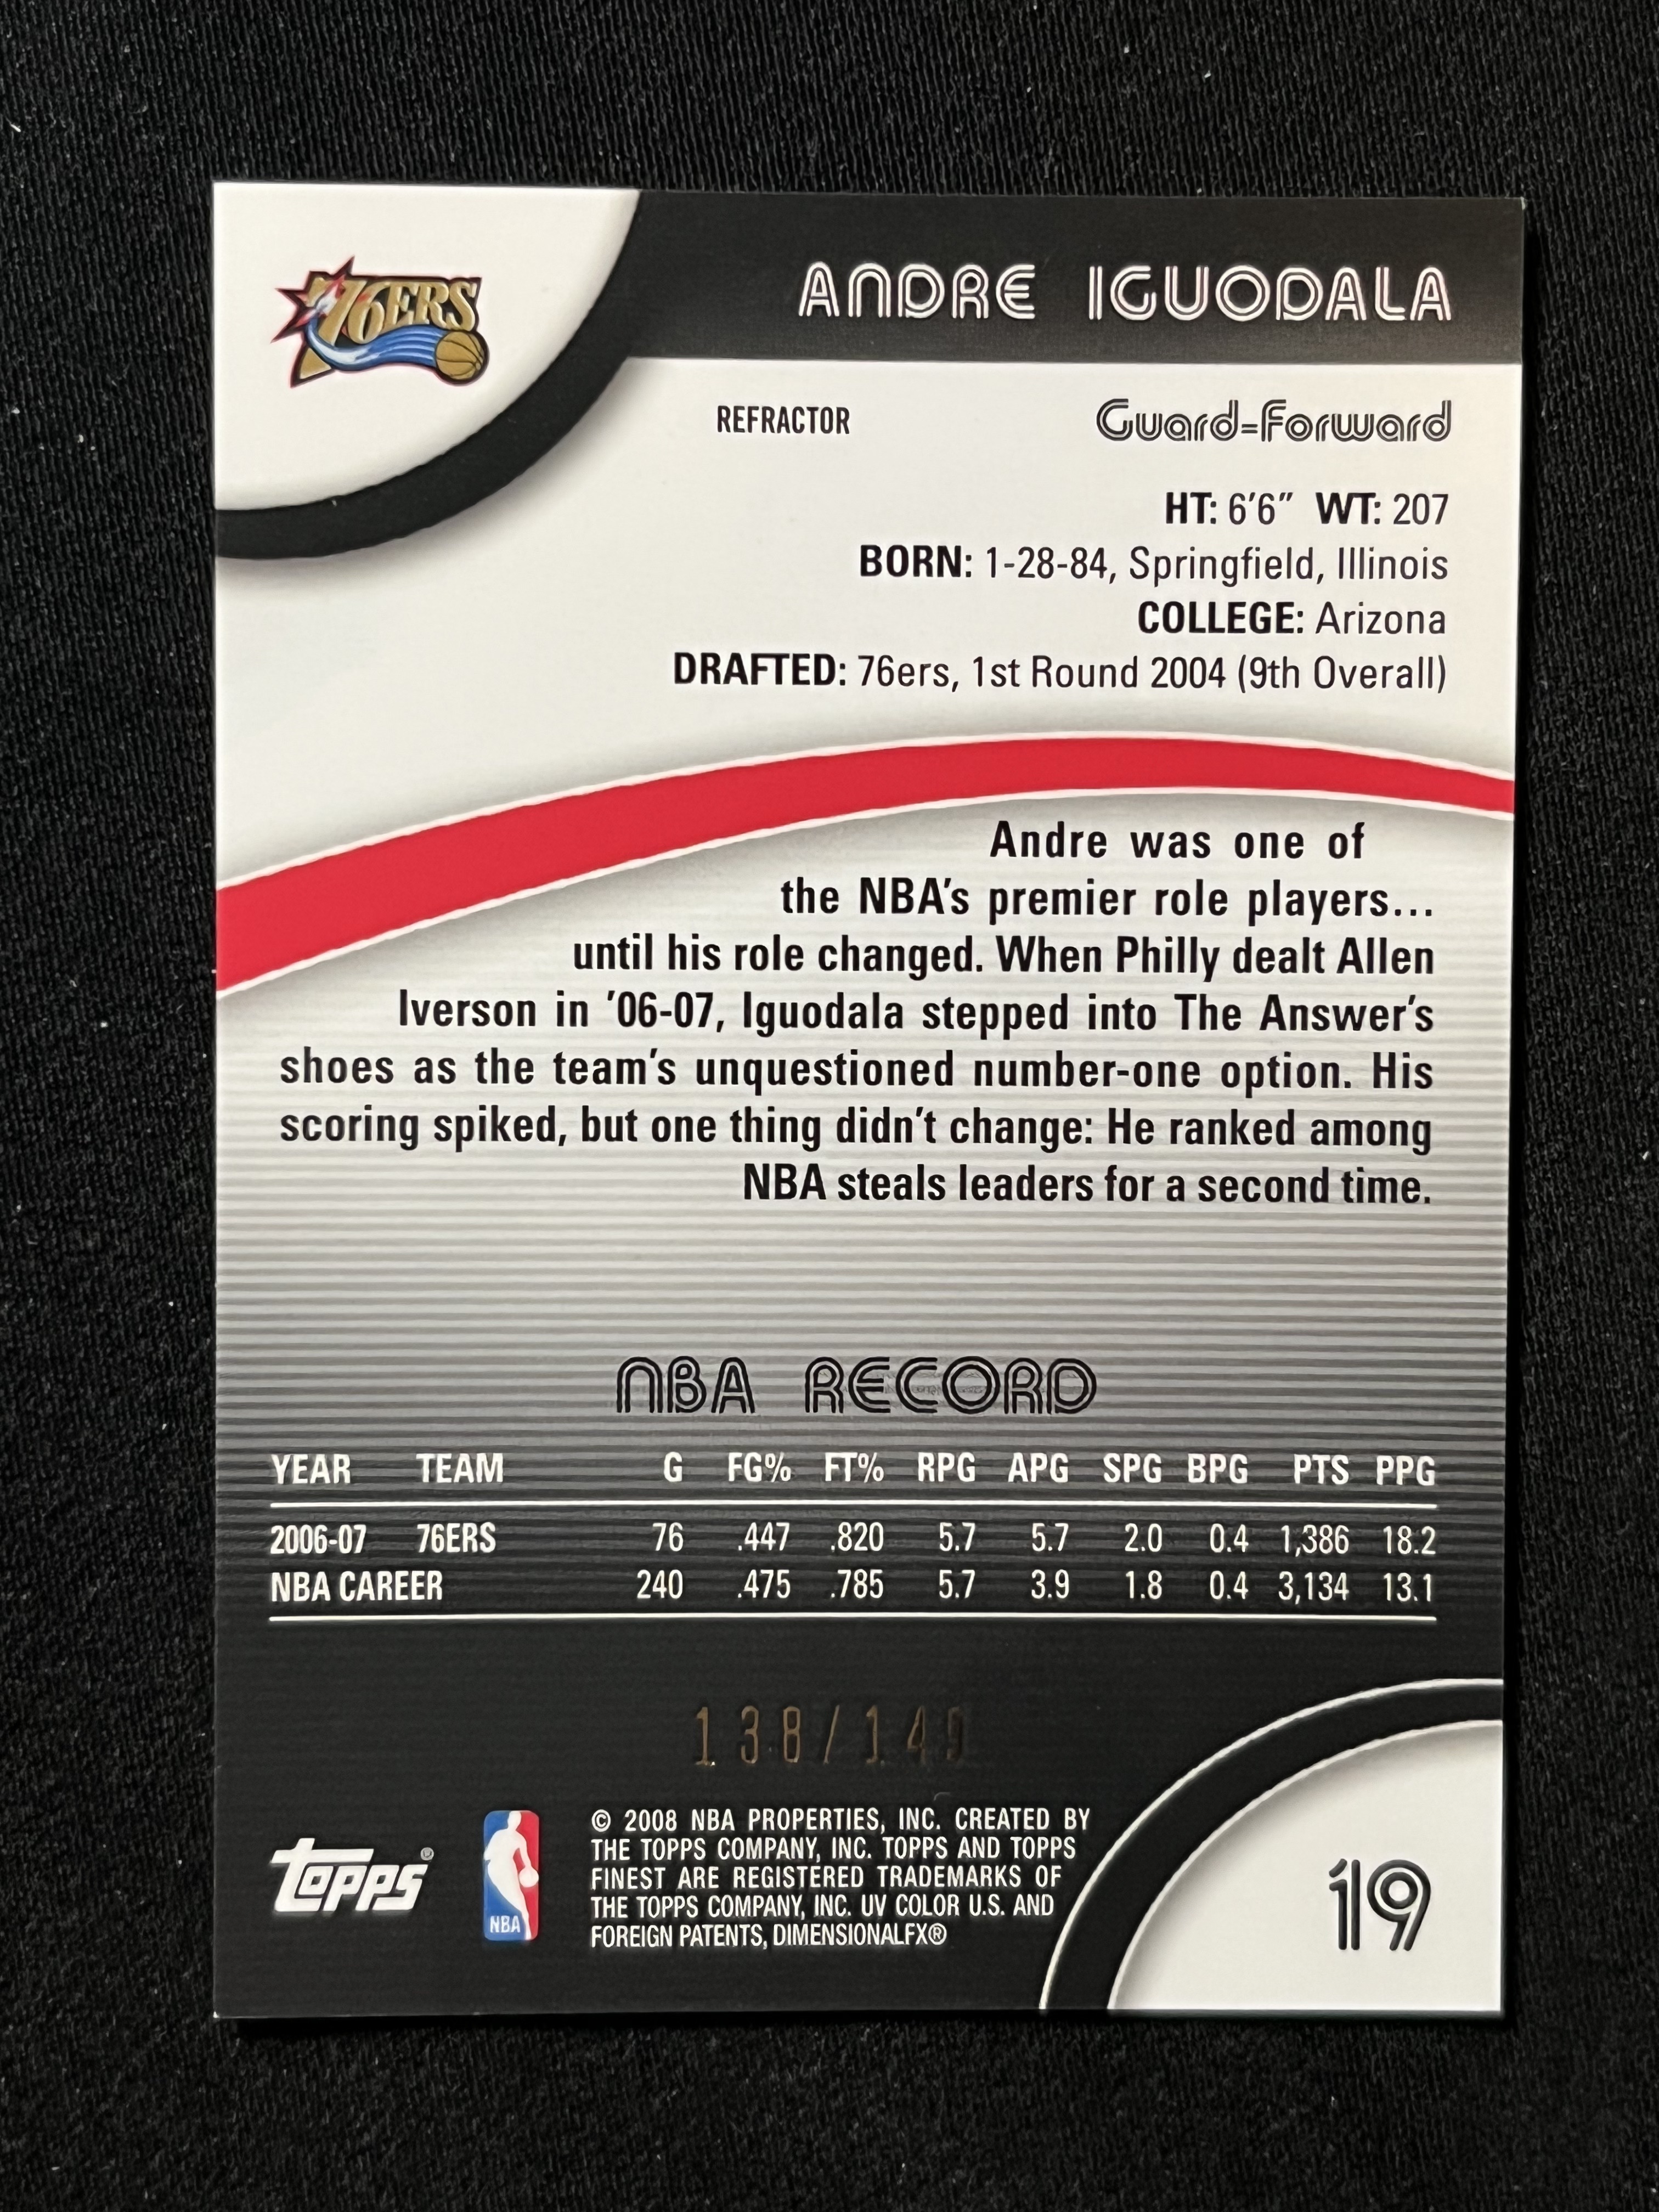 76ERS
ANDRE IGUODALA
REFRACTOR
Guard-Forward
HT: 6'6" WT: 207
BORN: 1-28-84, Springfield, Illinois
COLLEGE: Arizona
DRAFTED: 76ers, 1st Round 2004 (9th Overall)
Andre was one of
the NBA's premier role players...
until his role changed. When Philly dealt Allen
Iverson in '06-07, Iguodala stepped into The Answer's
shoes as the team's unquestioned number-one option. His
scoring spiked, but one thing didn't change: He ranked among
NBA steals leaders for a second time.
NBA RECORD
YEAR TEAM G FG% FT% RPG APG SPG BPG PTS PPG
2006-07 76ERS 76 .447 .820 5.7 5.7 2.0 0.4 1,386 18.2
NBA CAREER 240 .475 .785 5.7 3.9 1.8 0.4 3,134 13.1
138/149
topps®
NBA
© 2008 NBA PROPERTIES, INC. CREATED BY
THE TOPPS COMPANY, INC. TOPPS AND TOPPS
FINEST ARE REGISTERED TRADEMARKS OF
THE TOPPS COMPANY, INC. UV COLOR U.S. AND
FOREIGN PATENTS, DIMENSIONALFX®
19